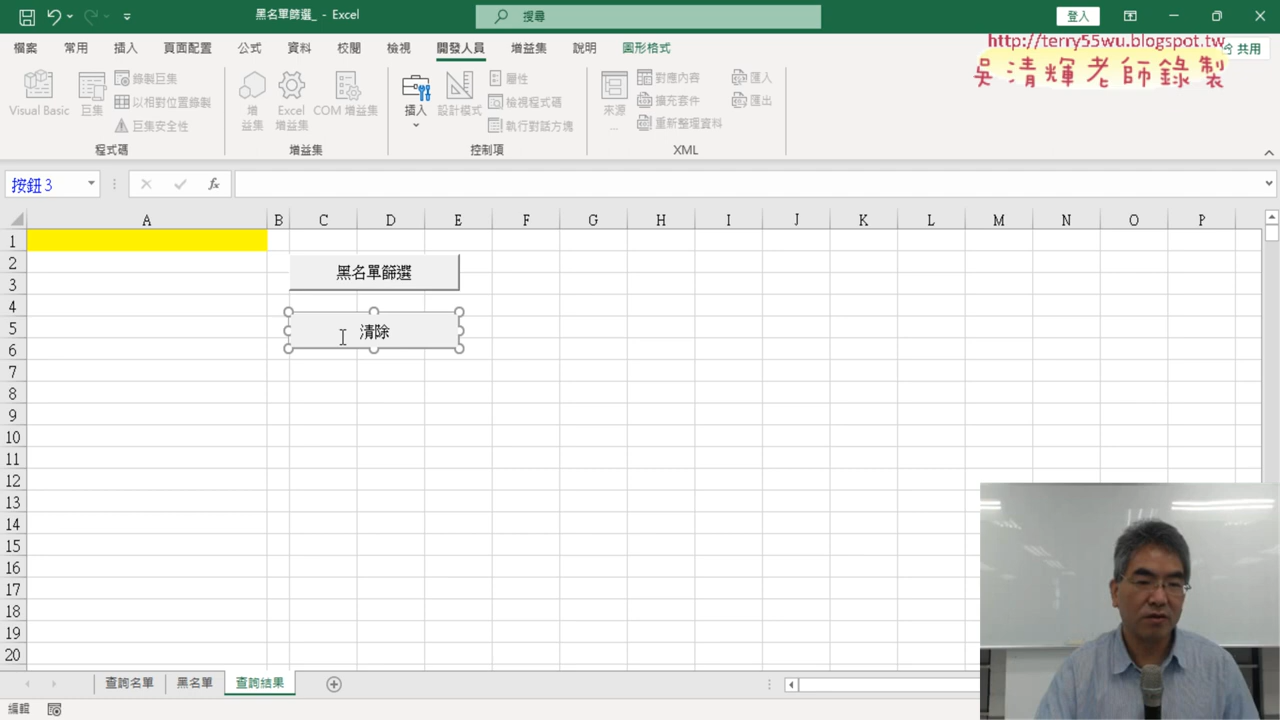 黑名單篩選_ - Excel
搜尋
登入
檔案 常用 插入 頁面配置 公式 資料 校閱 檢視 開發人員 增益集 說明 圖形格式
共用
http://terry55wu.blogspot.tw
吳清輝老師錄製
Visual Basic
巨集
錄製巨集
以相對位置錄製
巨集安全性
程式碼
增益集
Excel 增益集
COM 增益集
增益集
插入
設計模式
屬性
檢視程式碼
執行對話方塊
控制項
來源
...
對應內容
擴充套件
重新整理資料
匯入
匯出
XML
按鈕 3
fx
A B C D E F G H I J K L M N O P
1
2
3
4
5
6
7
8
9
10
11
12
13
14
15
16
17
18
19
20
黑名單篩選
清除
查詢名單 黑名單 查詢結果
編輯